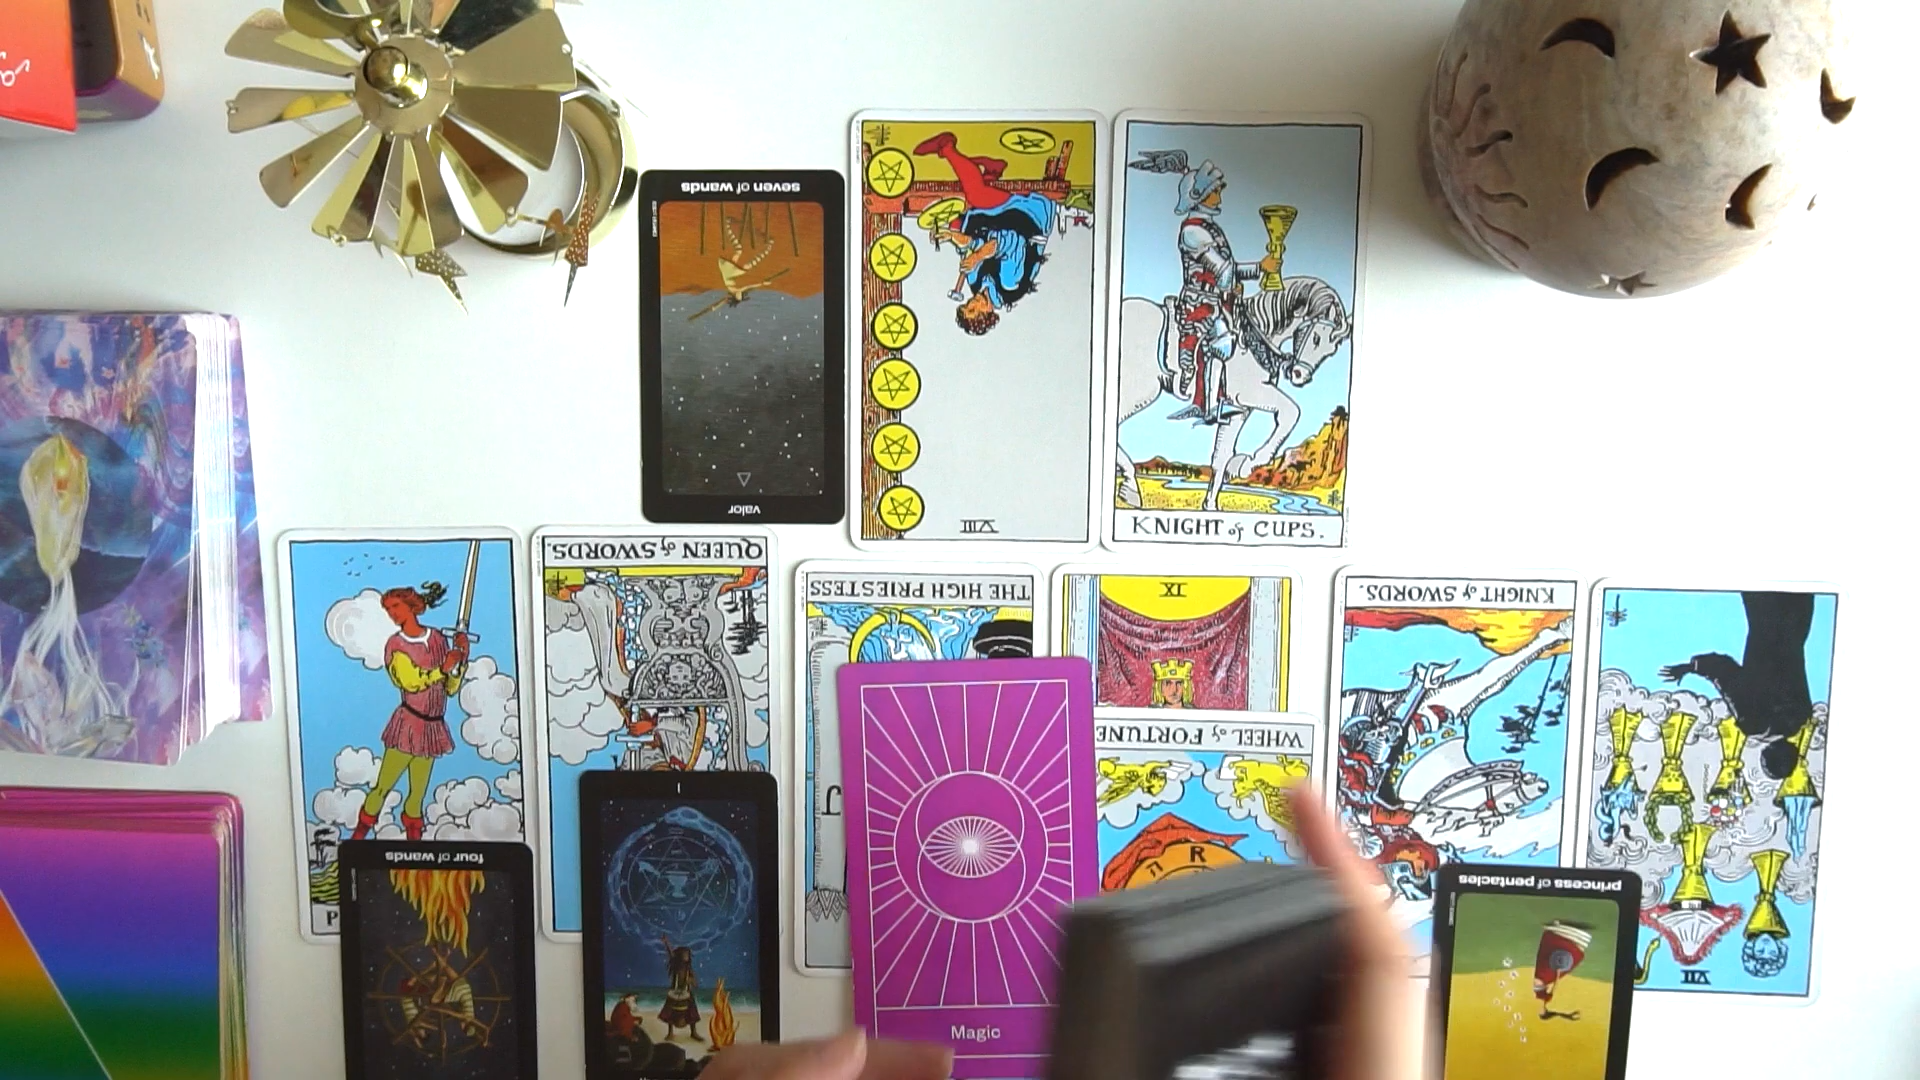 seven of wands
valor
VIII
KNIGHT of CUPS.
QUEEN of SWORDS.
THE HIGH PRIESTESS
IX
KNIGHT of SWORDS.
WHEEL of FORTUNE
R
P
J
four of wands
I
Magic
princess of pentacles
VII